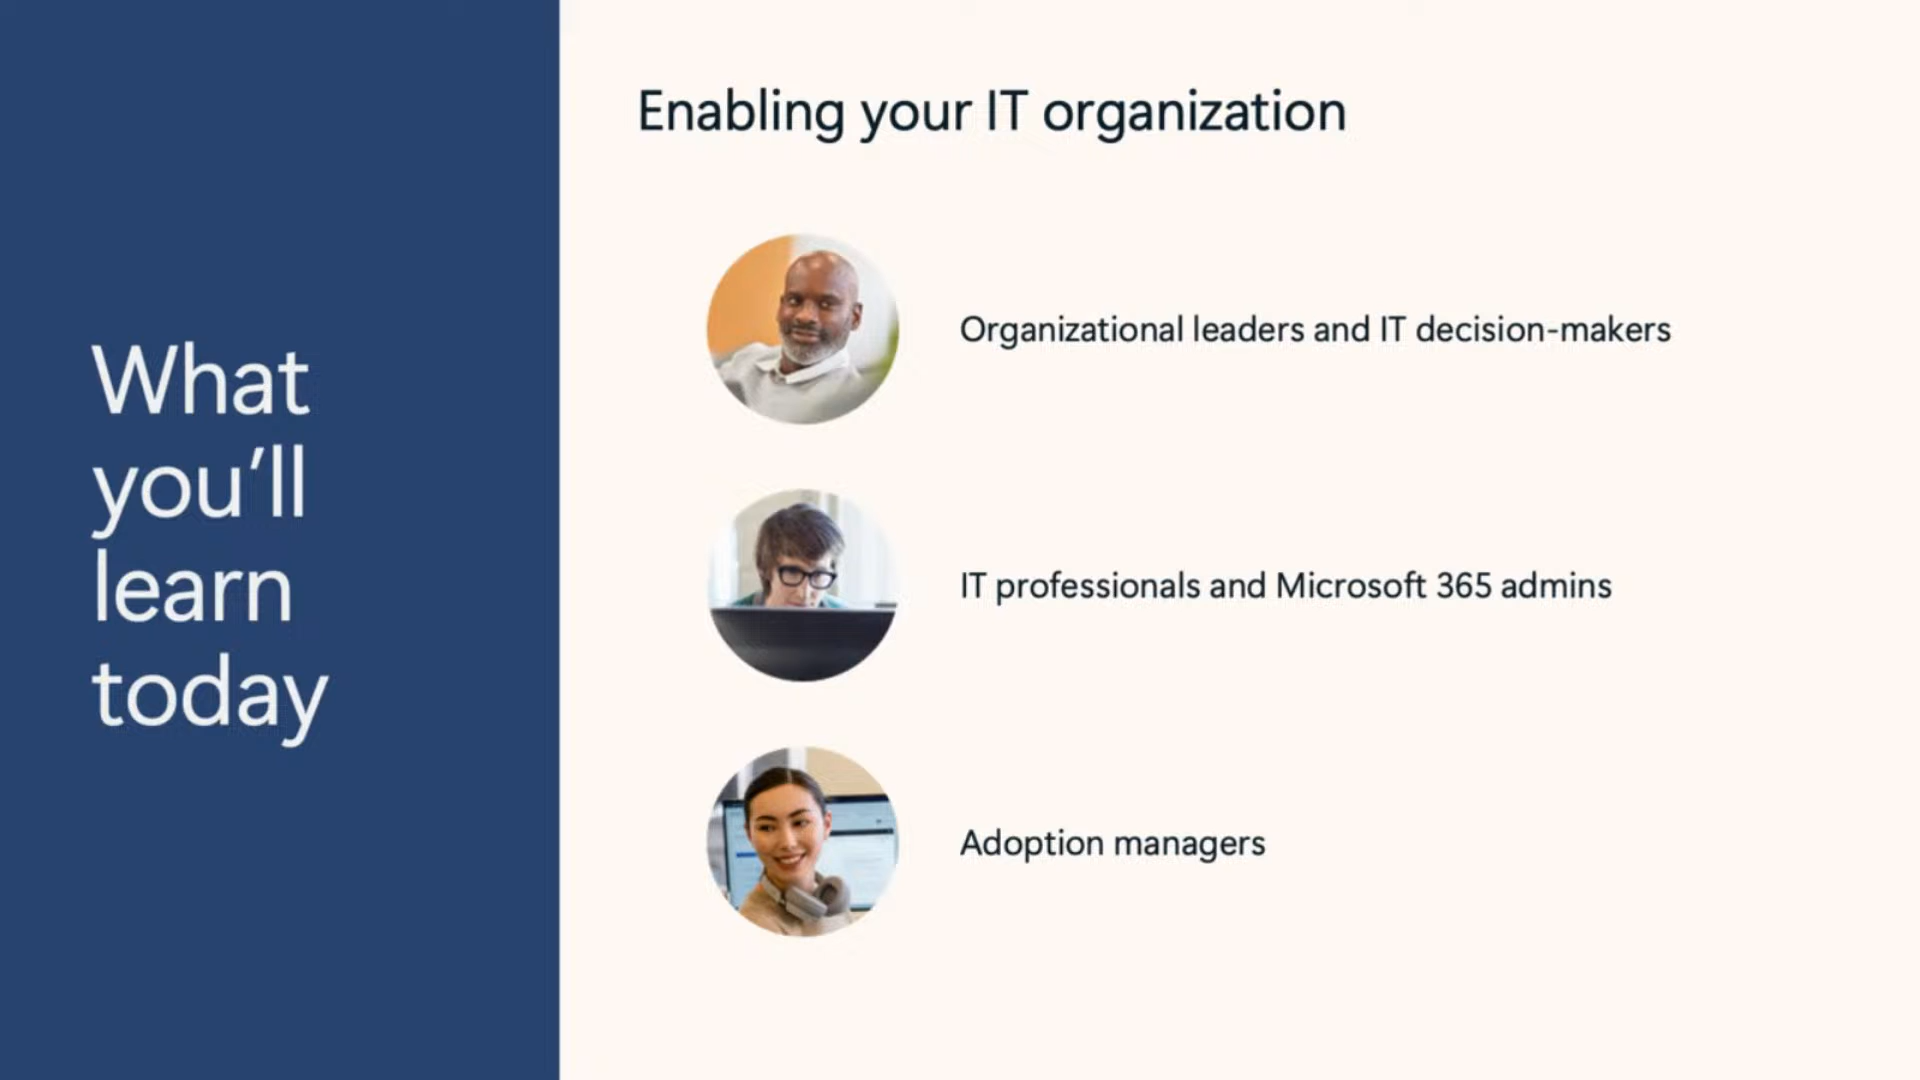 What
you’ll
learn
today
Enabling your IT organization
Organizational leaders and IT decision-makers
IT professionals and Microsoft 365 admins
Adoption managers